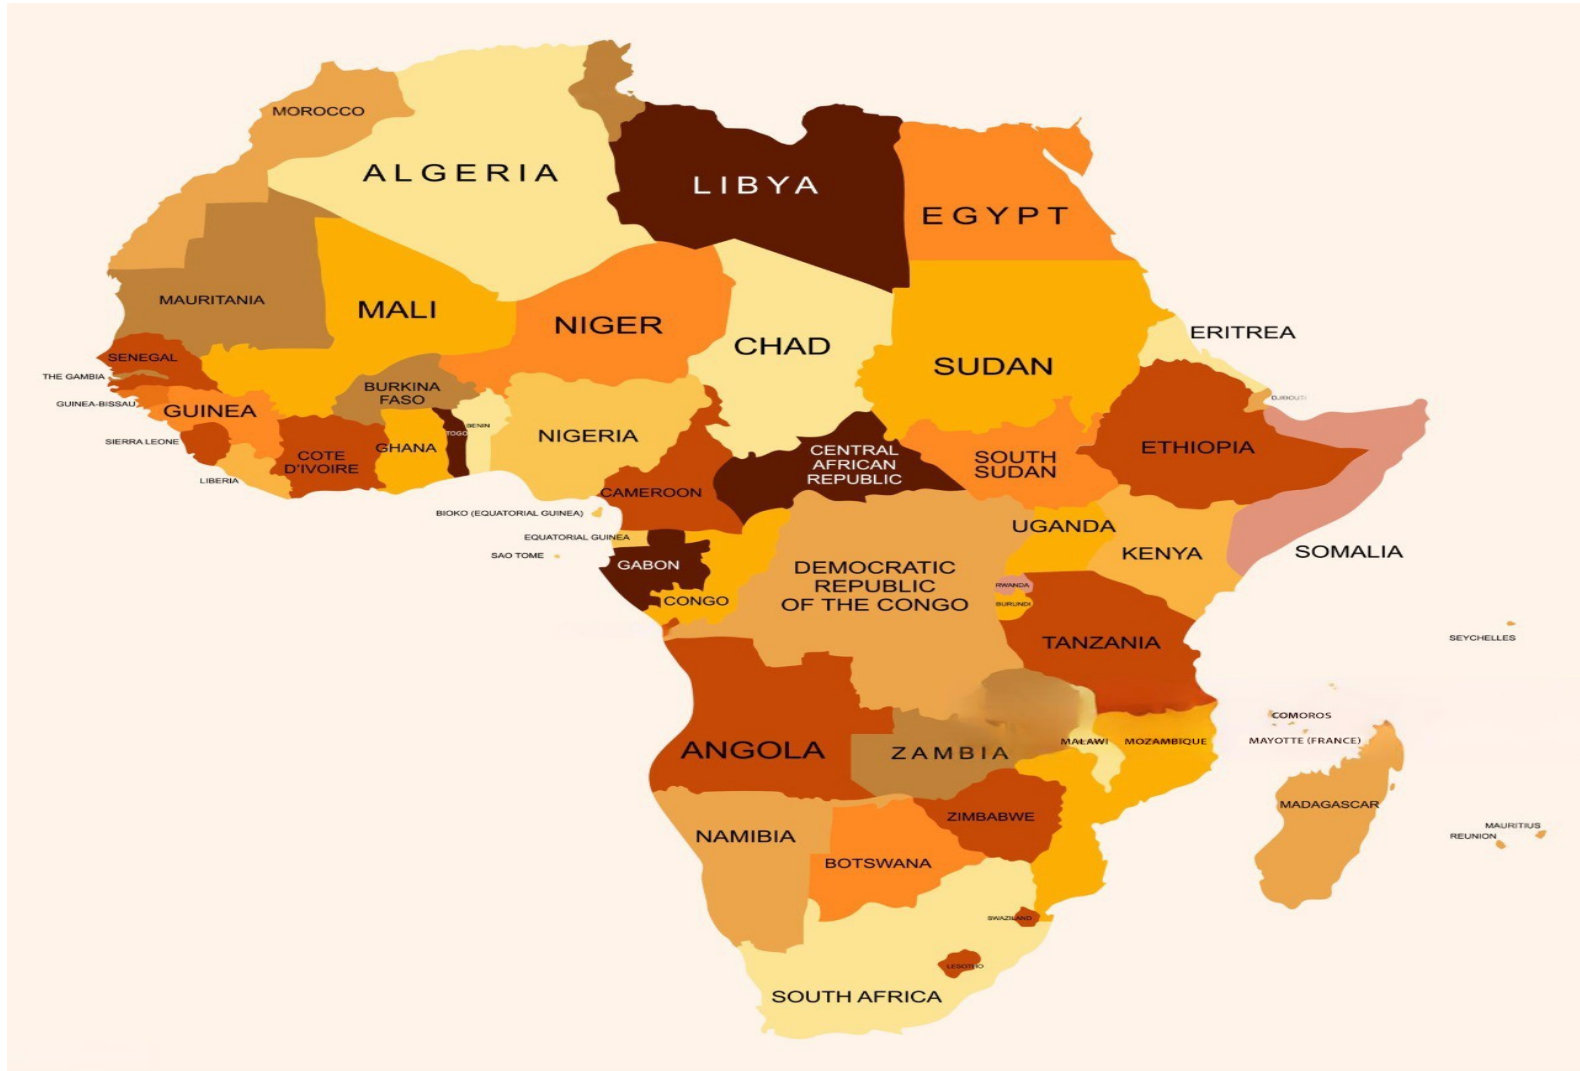 MOROCCO
ALGERIA
LIBYA
EGYPT
MAURITANIA
MALI
NIGER
CHAD
SUDAN
ERITREA
SENEGAL
THE GAMBIA
GUINEA-BISSAU
GUINEA
BURKINA
FASO
DJIBOUTI
SIERRA LEONE
LIBERIA
COTE
D'IVOIRE
GHANA
TOGO
BENIN
NIGERIA
CENTRAL
AFRICAN
REPUBLIC
SOUTH
SUDAN
ETHIOPIA
CAMEROON
BIOKO (EQUATORIAL GUINEA)
EQUATORIAL GUINEA
SAO TOME
GABON
CONGO
DEMOCRATIC
REPUBLIC
OF THE CONGO
UGANDA
KENYA
SOMALIA
RWANDA
BURUNDI
TANZANIA
SEYCHELLES
COMOROS
MAYOTTE (FRANCE)
ANGOLA
ZAMBIA
MALAWI
MOZAMBIQUE
MADAGASCAR
MAURITIUS
REUNION
NAMIBIA
ZIMBABWE
BOTSWANA
SWAZILAND
LESOTHO
SOUTH AFRICA